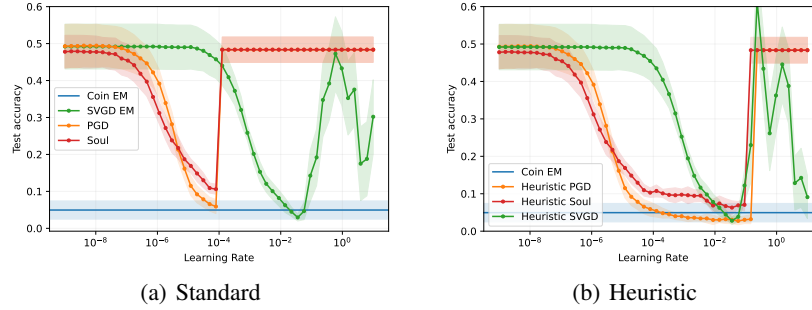 0.6
0.5
0.4
0.3
0.2
0.1
0.0
Test accuracy
Coin EM
SVGD EM
PGD
Soul
10⁻⁸
10⁻⁶
10⁻⁴
10⁻²
10⁰
Learning Rate
(a) Standard
0.6
0.5
0.4
0.3
0.2
0.1
0.0
Test accuracy
Coin EM
Heuristic PGD
Heuristic Soul
Heuristic SVGD
10⁻⁸
10⁻⁶
10⁻⁴
10⁻²
10⁰
Learning Rate
(b) Heuristic